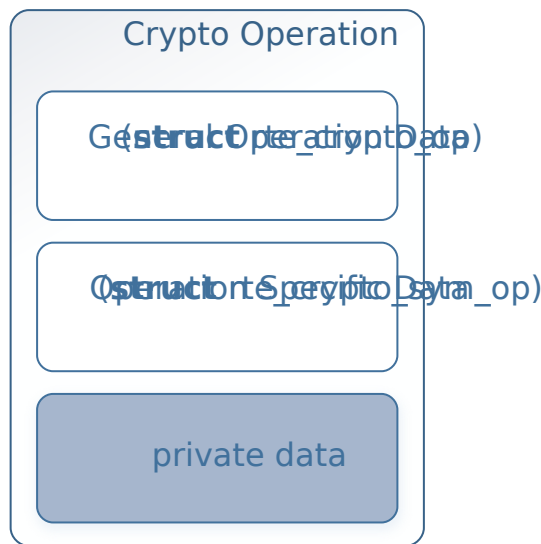 Crypto Operation
General Operation Data
(struct rte_crypto_op)
Operation Specific Data
(struct rte_crypto_sym_op)
private data